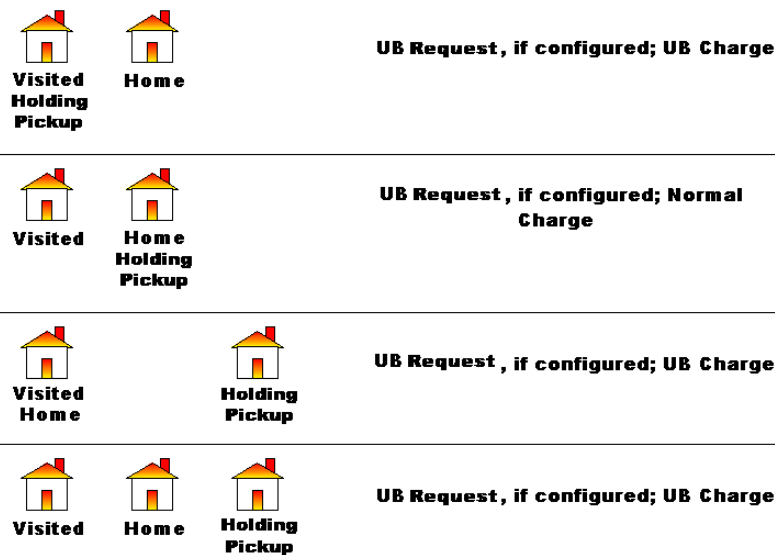 UB Request, if configured; UB Charge
Visited Home
Holding
Pickup
UB Request, if configured; Normal
Charge
Visited Home
Holding
Pickup
UB Request, if configured; UB Charge
Visited Holding
Home Pickup
UB Request, if configured; UB Charge
Visited Home Holding
Pickup